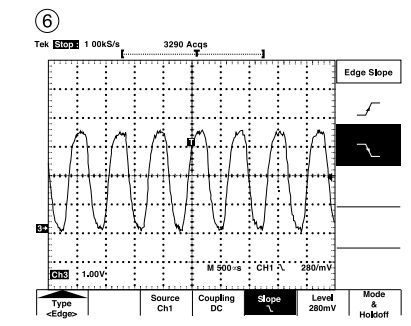 ⑥
Tek Stop: 1 00kS/s 3290 Acqs
Edge Slope
T
3→
Ch3 1.00V M 500 s CH1 280/mV
Type <Edge>
Source Ch1
Coupling DC
Slope
Level 280mV
Mode & Holdoff